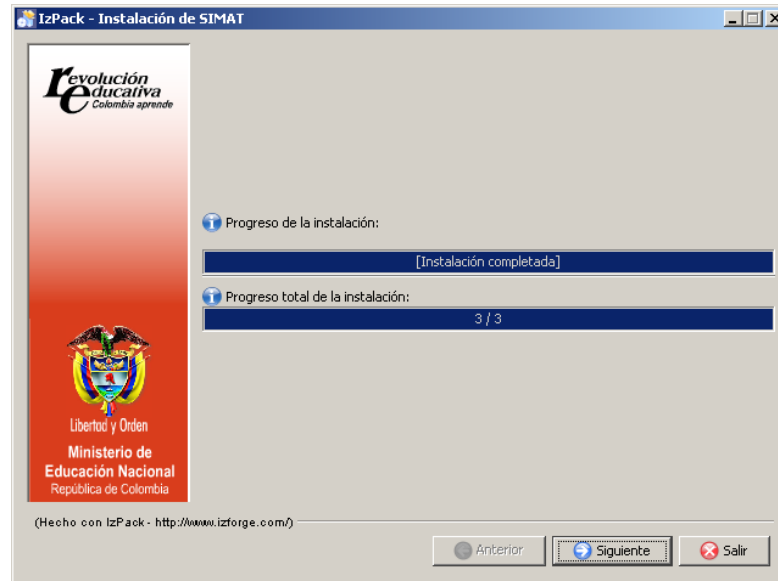 IzPack - Instalación de SIMAT
revolución
educativa
Colombia aprende
Progreso de la instalación:
[Instalación completada]
Progreso total de la instalación:
3 / 3
Libertad y Orden
Ministerio de
Educación Nacional
República de Colombia
(Hecho con IzPack - http://www.izforge.com/)
Anterior
Siguiente
Salir